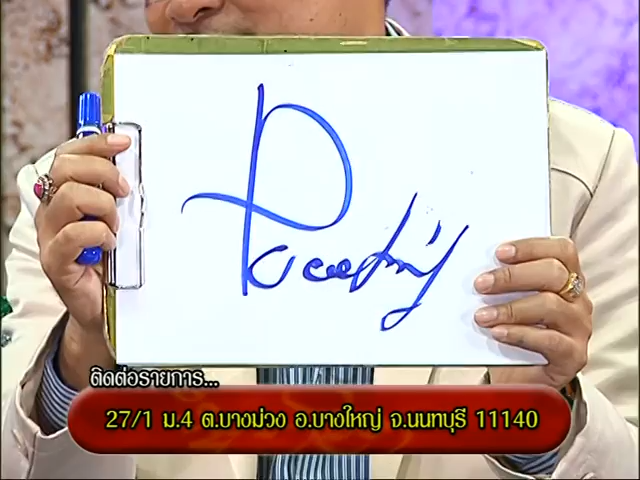 ติดต่อรายการ...
27/1 ม.4 ต.บางม่วง อ.บางใหญ่ จ.นนทบุรี 11140